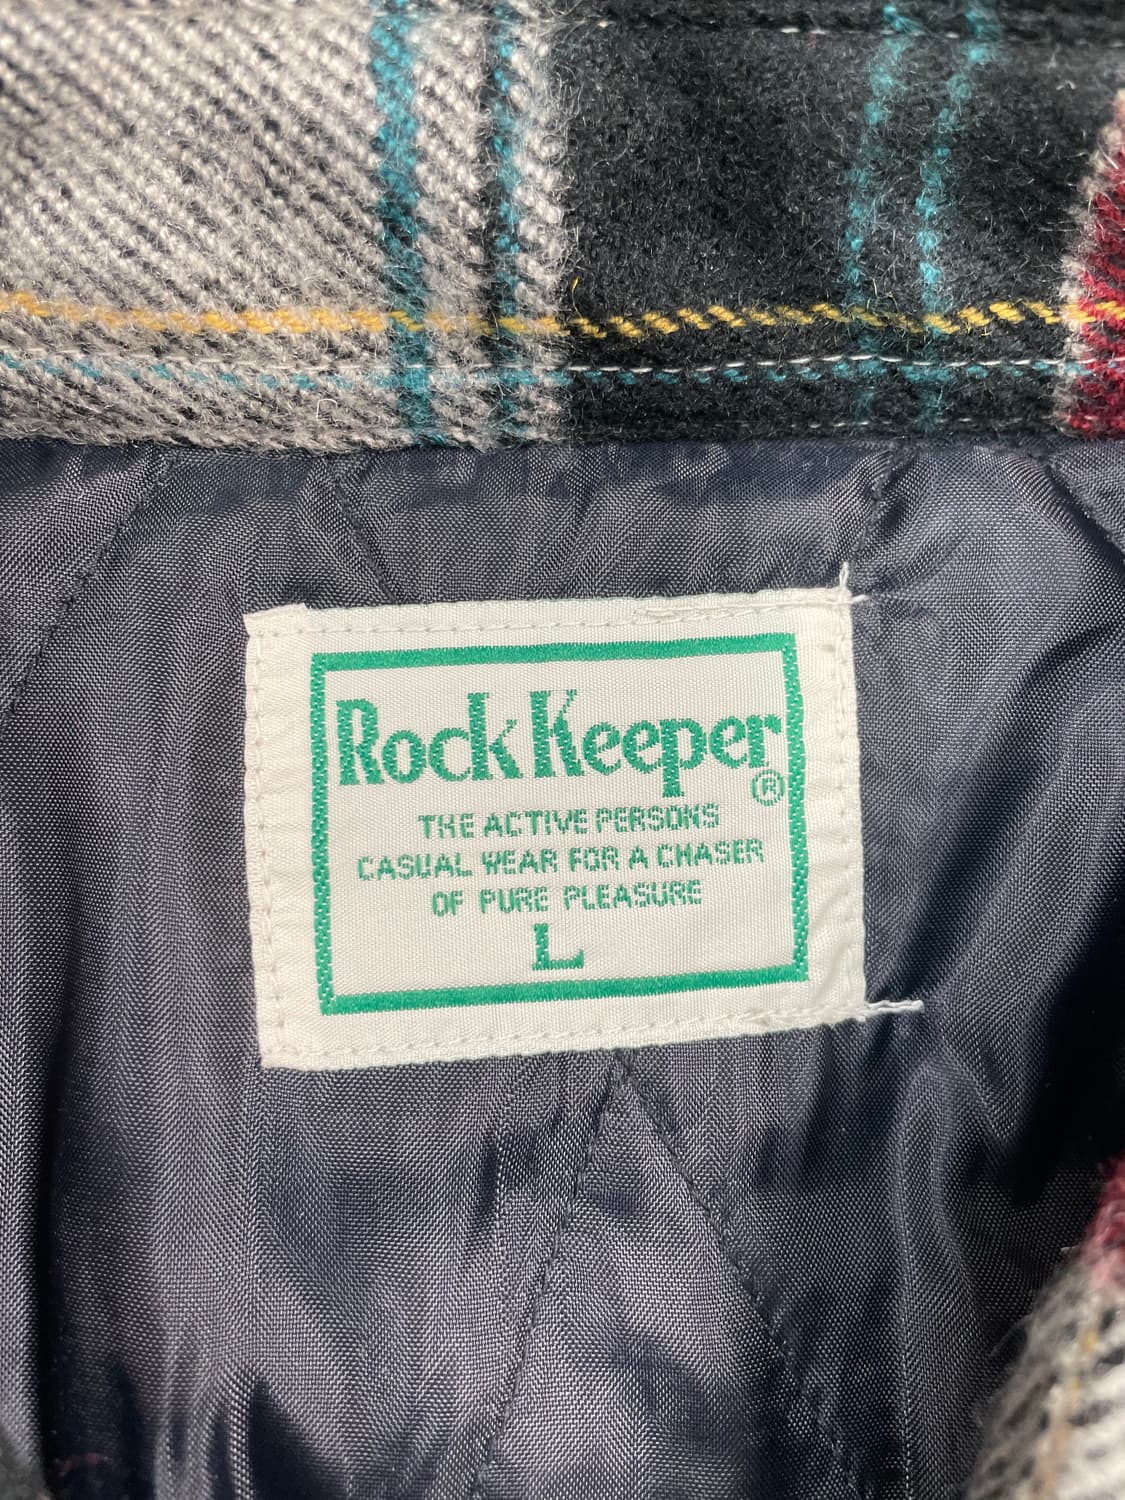 Rock Keeper
®
THE ACTIVE PERSONS
CASUAL WEAR FOR A CHASER
OF PURE PLEASURE
L